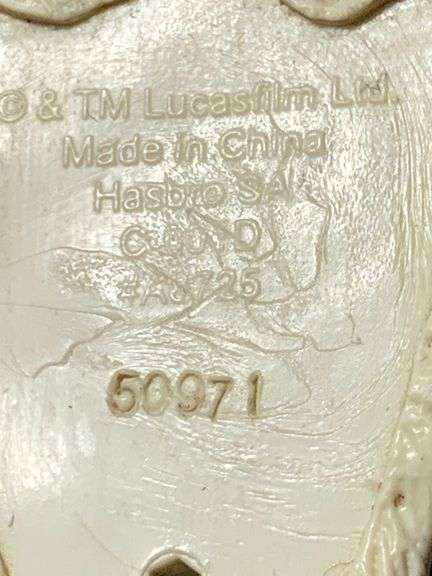 © & TM Lucasfilm Ltd.
Made in China
Hasbro SA
50971